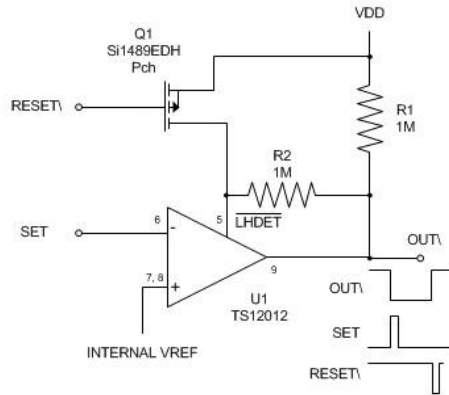 VDD
Q1
Si1489EDH
Pch
RESET\
R1
1M
R2
1M
6
5
LHDET
SET
-
OUT\
9
7, 8
+
OUT\
U1
TS12012
SET
INTERNAL VREF
RESET\